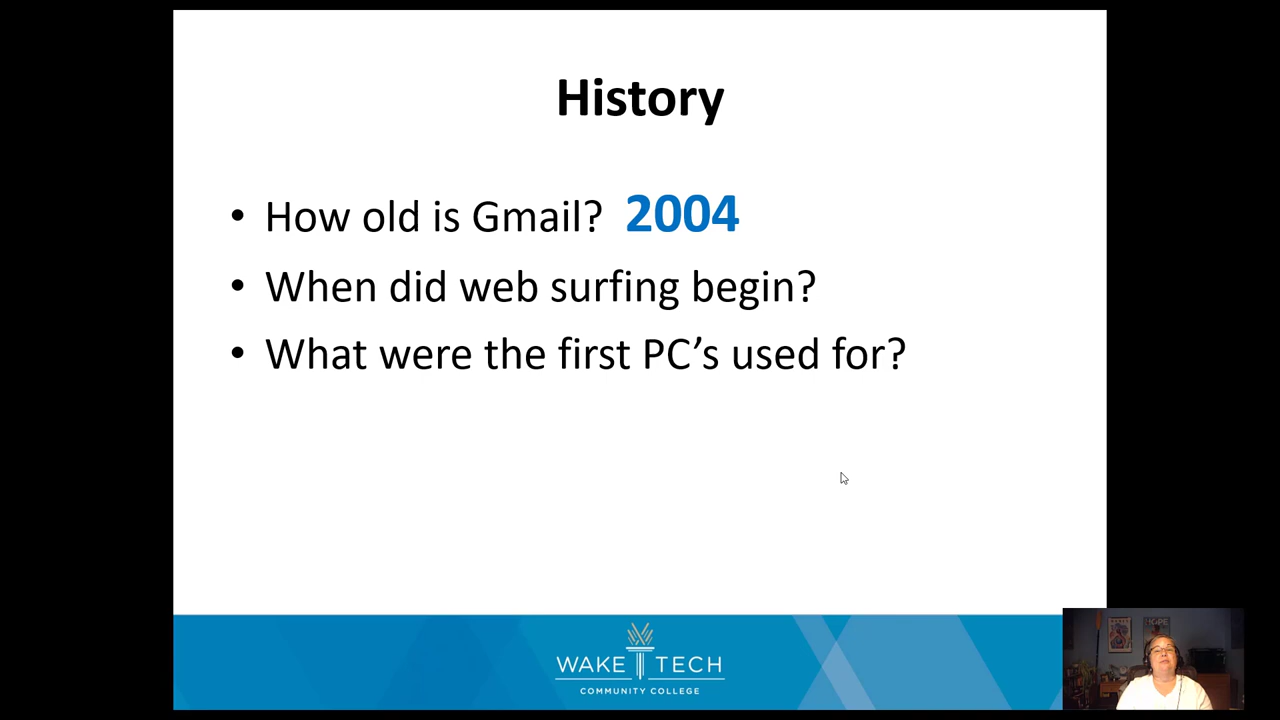 History
• How old is Gmail? 2004
• When did web surfing begin?
• What were the first PC’s used for?
WAKE TECH
COMMUNITY COLLEGE